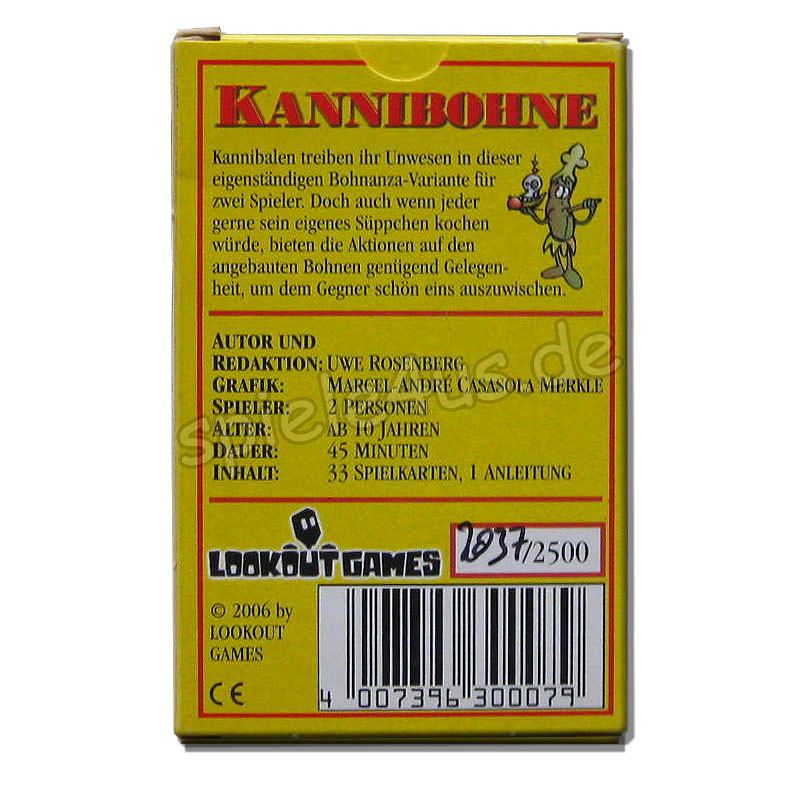 KANNIBOHNE
Kannibalen treiben ihr Unwesen in dieser
eigenständigen Bohnanza-Variante für
zwei Spieler. Doch auch wenn jeder
gerne sein eigenes Süppchen kochen
würde, bieten die Aktionen auf den
angebauten Bohnen genügend Gelegen-
heit, um dem Gegner schön eins auszuwischen.
AUTOR UND
REDAKTION: UWE ROSENBERG
GRAFIK: MARCEL-ANDRÉ CASASOLA MERKLE
SPIELER: 2 PERSONEN
ALTER: AB 10 JAHREN
DAUER: 45 MINUTEN
INHALT: 33 SPIELKARTEN, 1 ANLEITUNG
spiele4us.de
LOOKOUT GAMES
2037/2500
© 2006 by
LOOKOUT
GAMES
CE
4 007396 300079